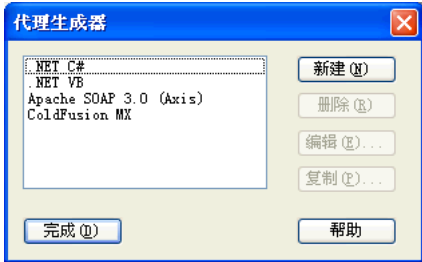 代理生成器
.NET C#
.NET VB
Apache SOAP 3.0 (Axis)
ColdFusion MX
新建(N)
删除(R)
编辑(E)...
复制(P)...
完成(D)
帮助